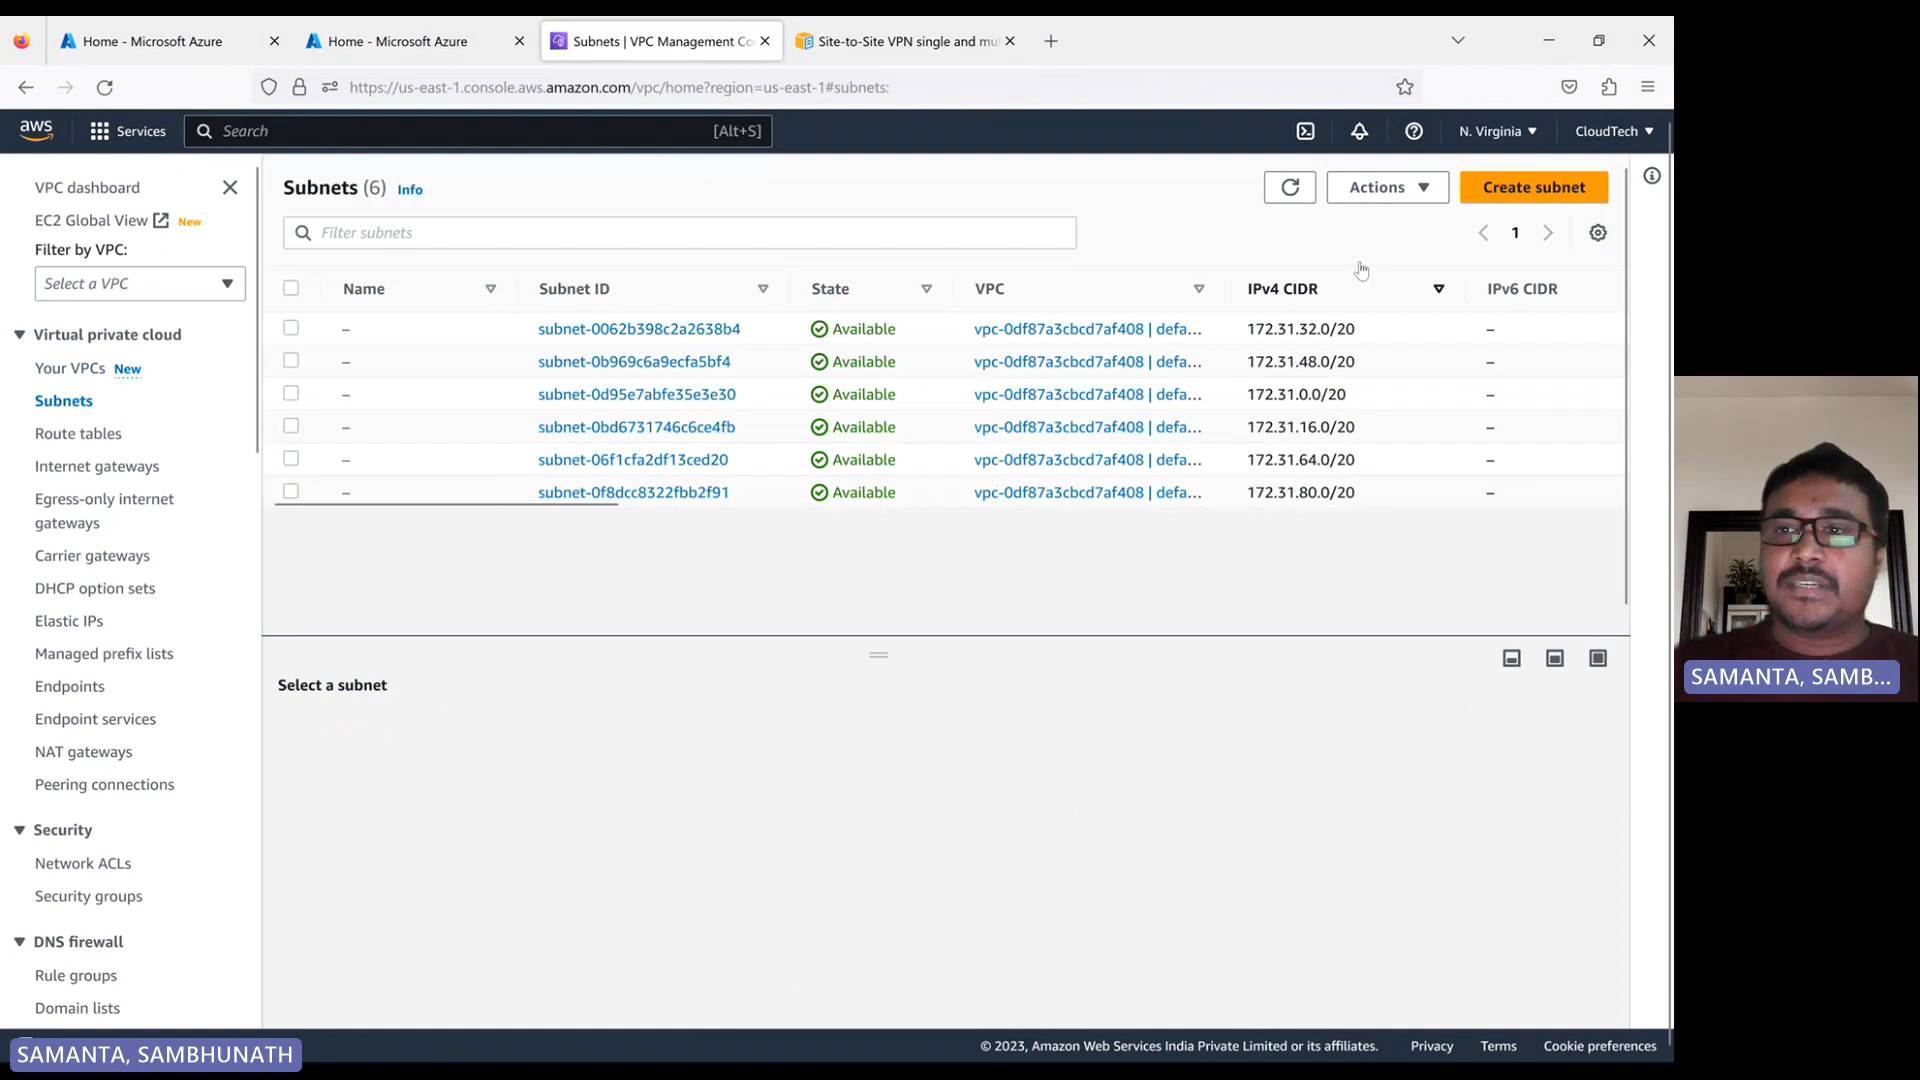 Home - Microsoft Azure
Home - Microsoft Azure
Subnets | VPC Management Co
Site-to-Site VPN single and mul
https://us-east-1.console.aws.amazon.com/vpc/home?region=us-east-1#subnets:
aws
Services
Search
[Alt+S]
N. Virginia
CloudTech
VPC dashboard
EC2 Global View New
Filter by VPC:
Select a VPC
Virtual private cloud
Your VPCs New
Subnets
Route tables
Internet gateways
Egress-only internet
gateways
Carrier gateways
DHCP option sets
Elastic IPs
Managed prefix lists
Endpoints
Endpoint services
NAT gateways
Peering connections
Security
Network ACLs
Security groups
DNS firewall
Rule groups
Domain lists
Subnets (6) Info
Actions
Create subnet
Filter subnets
1
Name Subnet ID State VPC IPv4 CIDR IPv6 CIDR
– subnet-0062b398c2a2638b4 Available vpc-0df87a3cbcd7af408 | defa... 172.31.32.0/20 –
– subnet-0b969c6a9ecfa5bf4 Available vpc-0df87a3cbcd7af408 | defa... 172.31.48.0/20 –
– subnet-0d95e7abfe35e3e30 Available vpc-0df87a3cbcd7af408 | defa... 172.31.0.0/20 –
– subnet-0bd6731746c6ce4fb Available vpc-0df87a3cbcd7af408 | defa... 172.31.16.0/20 –
– subnet-06f1cfa2df13ced20 Available vpc-0df87a3cbcd7af408 | defa... 172.31.64.0/20 –
– subnet-0f8dcc8322fbb2f91 Available vpc-0df87a3cbcd7af408 | defa... 172.31.80.0/20 –
Select a subnet
SAMANTA, SAMB...
SAMANTA, SAMBHUNATH
© 2023, Amazon Web Services India Private Limited or its affiliates.
Privacy
Terms
Cookie preferences